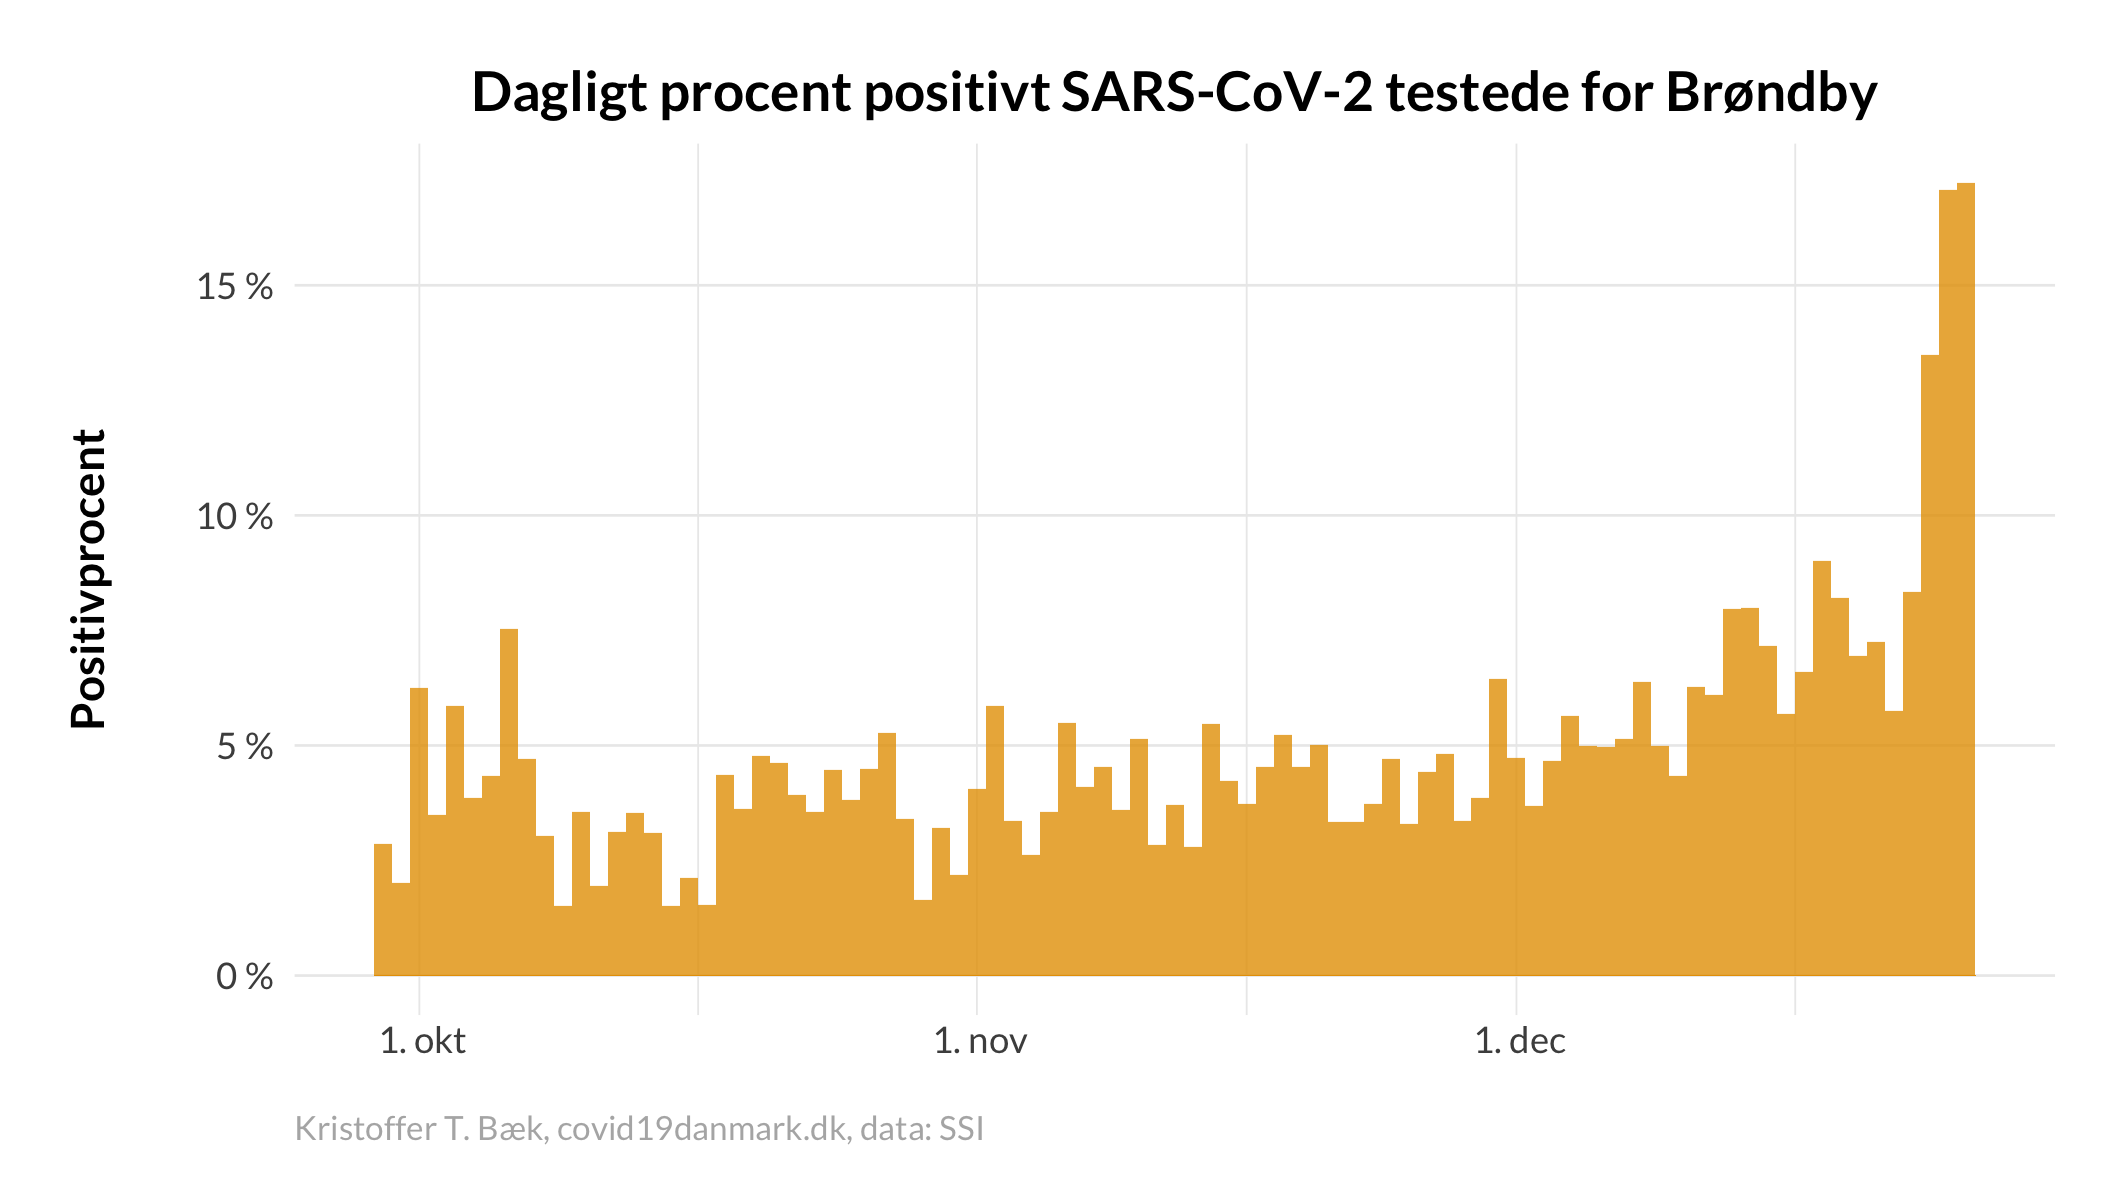 Dagligt procent positivt SARS-CoV-2 testede for Brøndby
Positivprocent
15 %
10 %
5 %
0 %
1. okt
1. nov
1. dec
Kristoffer T. Bæk, covid19danmark.dk, data: SSI